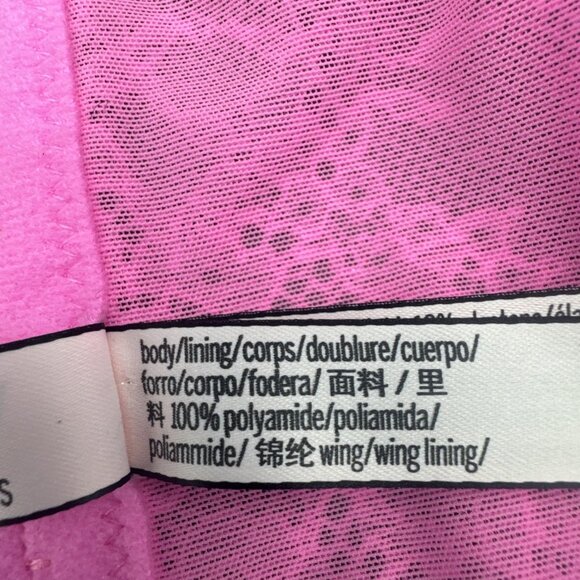 body/lining/corps/doublure/cuerpo/
forro/corpo/fodera/ 面料 / 里
料 100% polyamide/poliamida/
poliammide/ 锦纶 wing/wing lining/
S